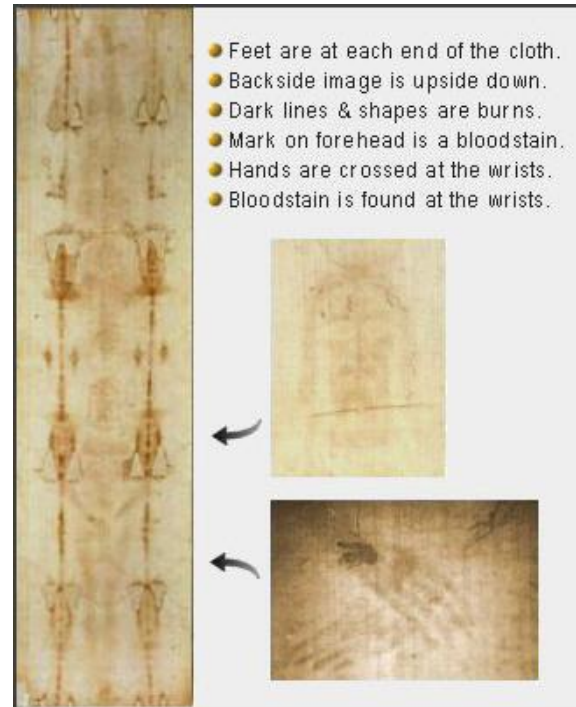 Feet are at each end of the cloth.
Backside image is upside down.
Dark lines & shapes are burns.
Mark on forehead is a bloodstain.
Hands are crossed at the wrists.
Bloodstain is found at the wrists.